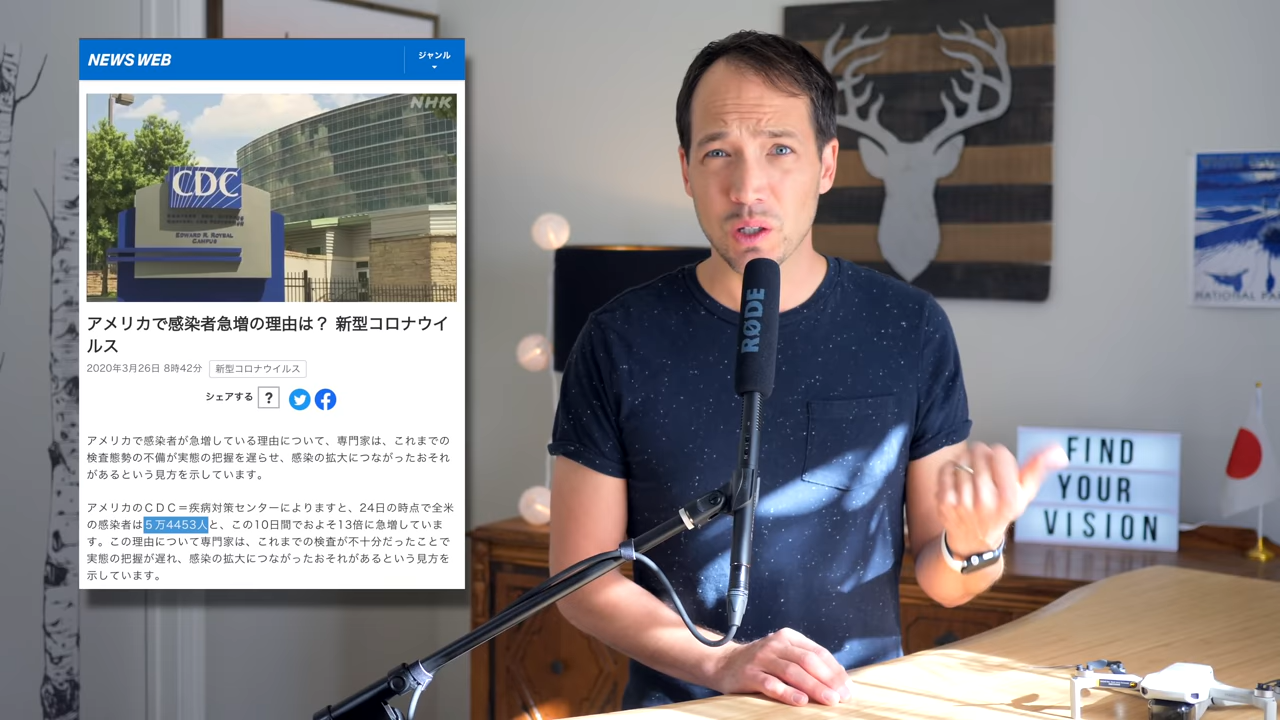 NEWS WEB
ジャンル
NHK
CDC
EDWARD R. ROYBAL
CAMPUS
アメリカで感染者急増の理由は? 新型コロナウイ
ルス
2020年3月26日 8時42分 新型コロナウイルス
シェアする ?
アメリカで感染者が急増している理由について、専門家は、これまでの
検査態勢の不備が実態の把握を遅らせ、感染の拡大につながったおそれ
があるという見方を示しています。
アメリカのCDC=疾病対策センターによりますと、24日の時点で全米
の感染者は5万4453人と、この10日間でおよそ13倍に急増していま
す。この理由について専門家は、これまでの検査が不十分だったことで
実態の把握が遅れ、感染の拡大につながったおそれがあるという見方を
示しています。
RØDE
FIND
YOUR
VISION
NATIONAL PA